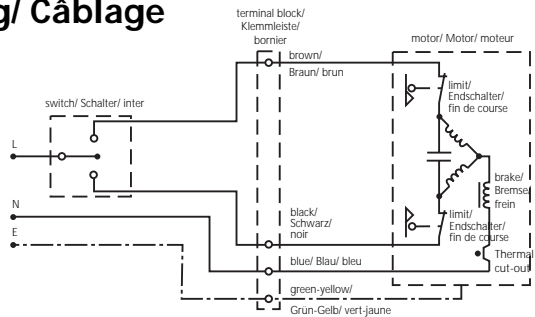 g/ Câblage
terminal block/
Klemmleiste/
bornier
motor/ Motor/ moteur
brown/
Braun/ brun
limit/
Endschalter/
fin de course
switch/ Schalter/ inter
L
brake/
Bremse/
frein
N
black/
Schwarz/
noir
limit/
Endschalter/
fin de course
E
Thermal
cut-out
blue/ Blau/ bleu
green-yellow/
Grün-Gelb/ vert-jaune